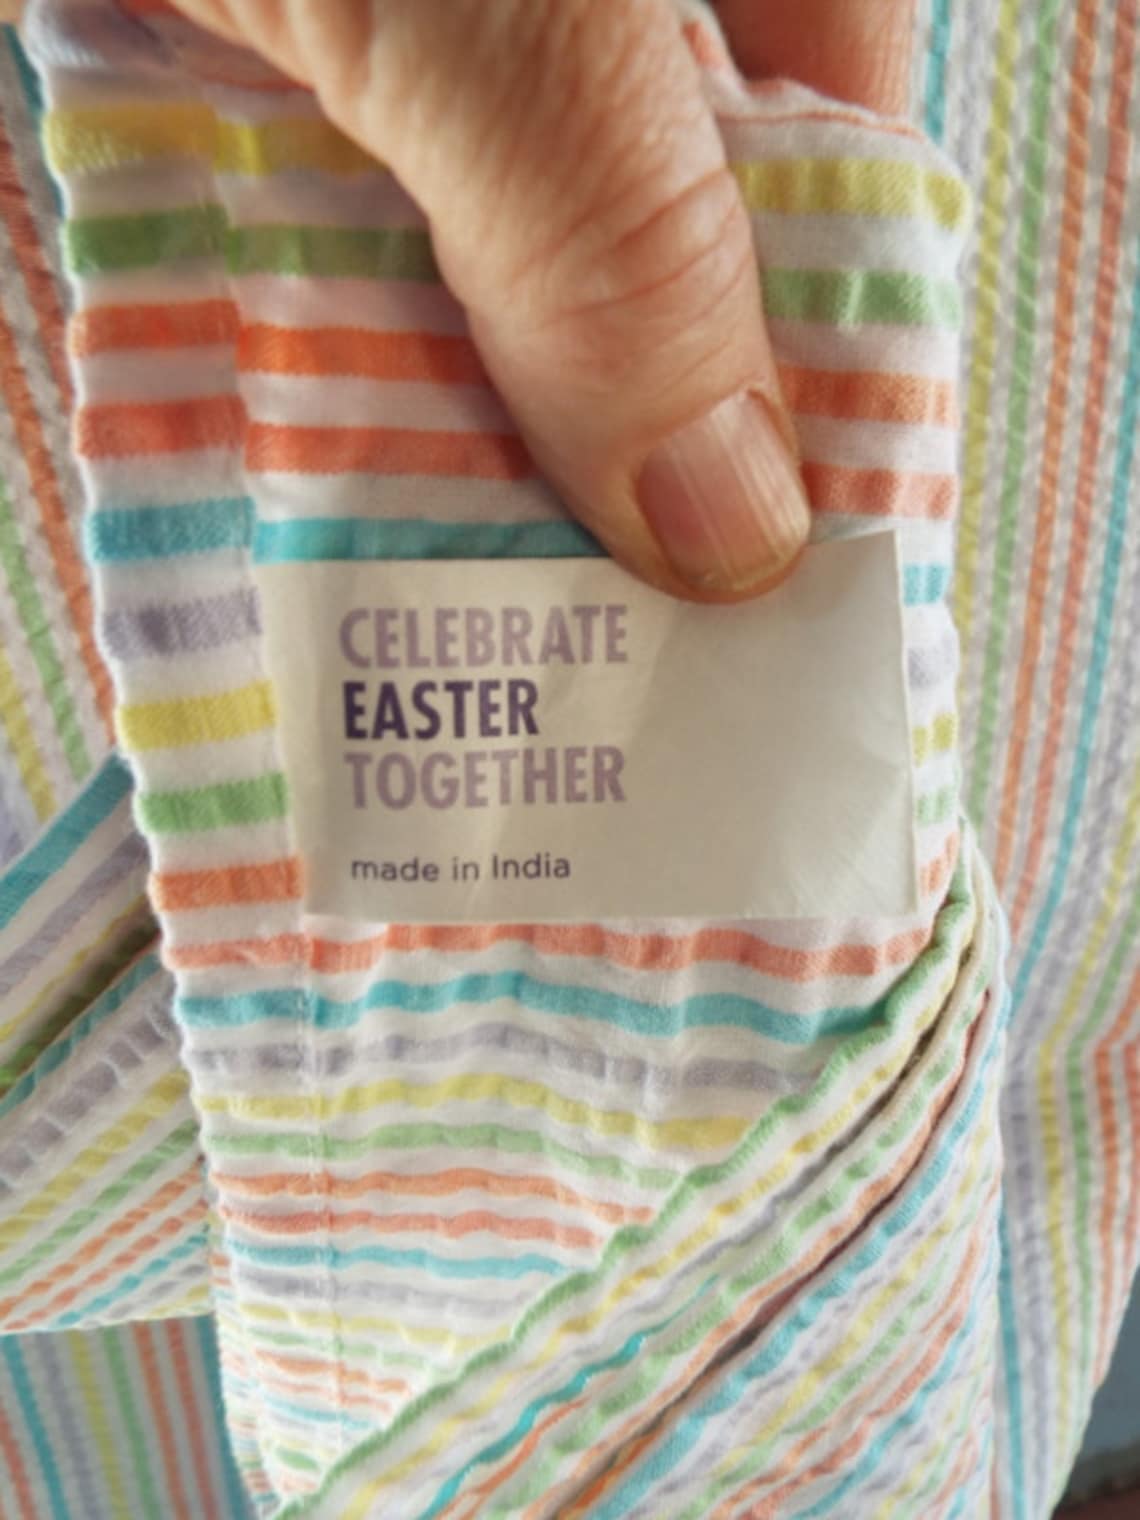 CELEBRATE
EASTER
TOGETHER
made in India